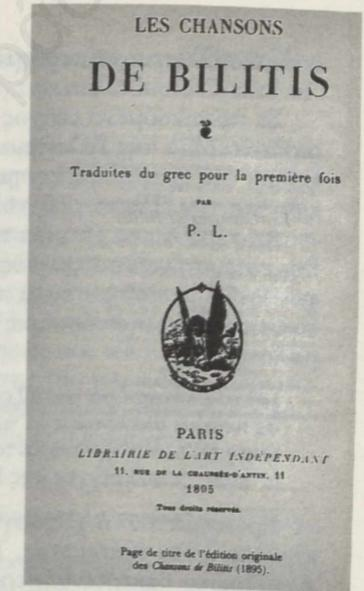 LES CHANSONS
DE BILITIS
Traduites du grec pour la première fois
PAR
P. L.
PARIS
LIBRAIRIE DE L'ART INDÉPENDANT
11, RUE DE LA CHAUSSÉE-D'ANTIN, 11
1895
Tous droits réservés.
Page de titre de l'édition originale
des Chansons de Bilitis (1895).